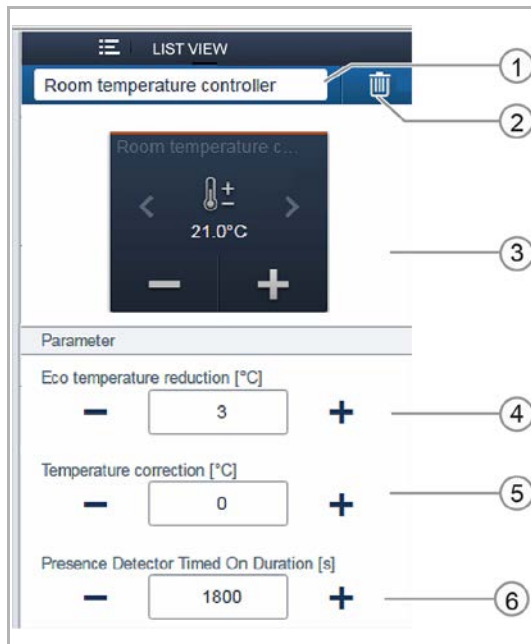 LIST VIEW
Room temperature controller
1
2
Room temperature c...
21.0°C
3
Parameter
Eco temperature reduction [°C]
3
4
Temperature correction [°C]
0
5
Presence Detector Timed On Duration [s]
1800
6